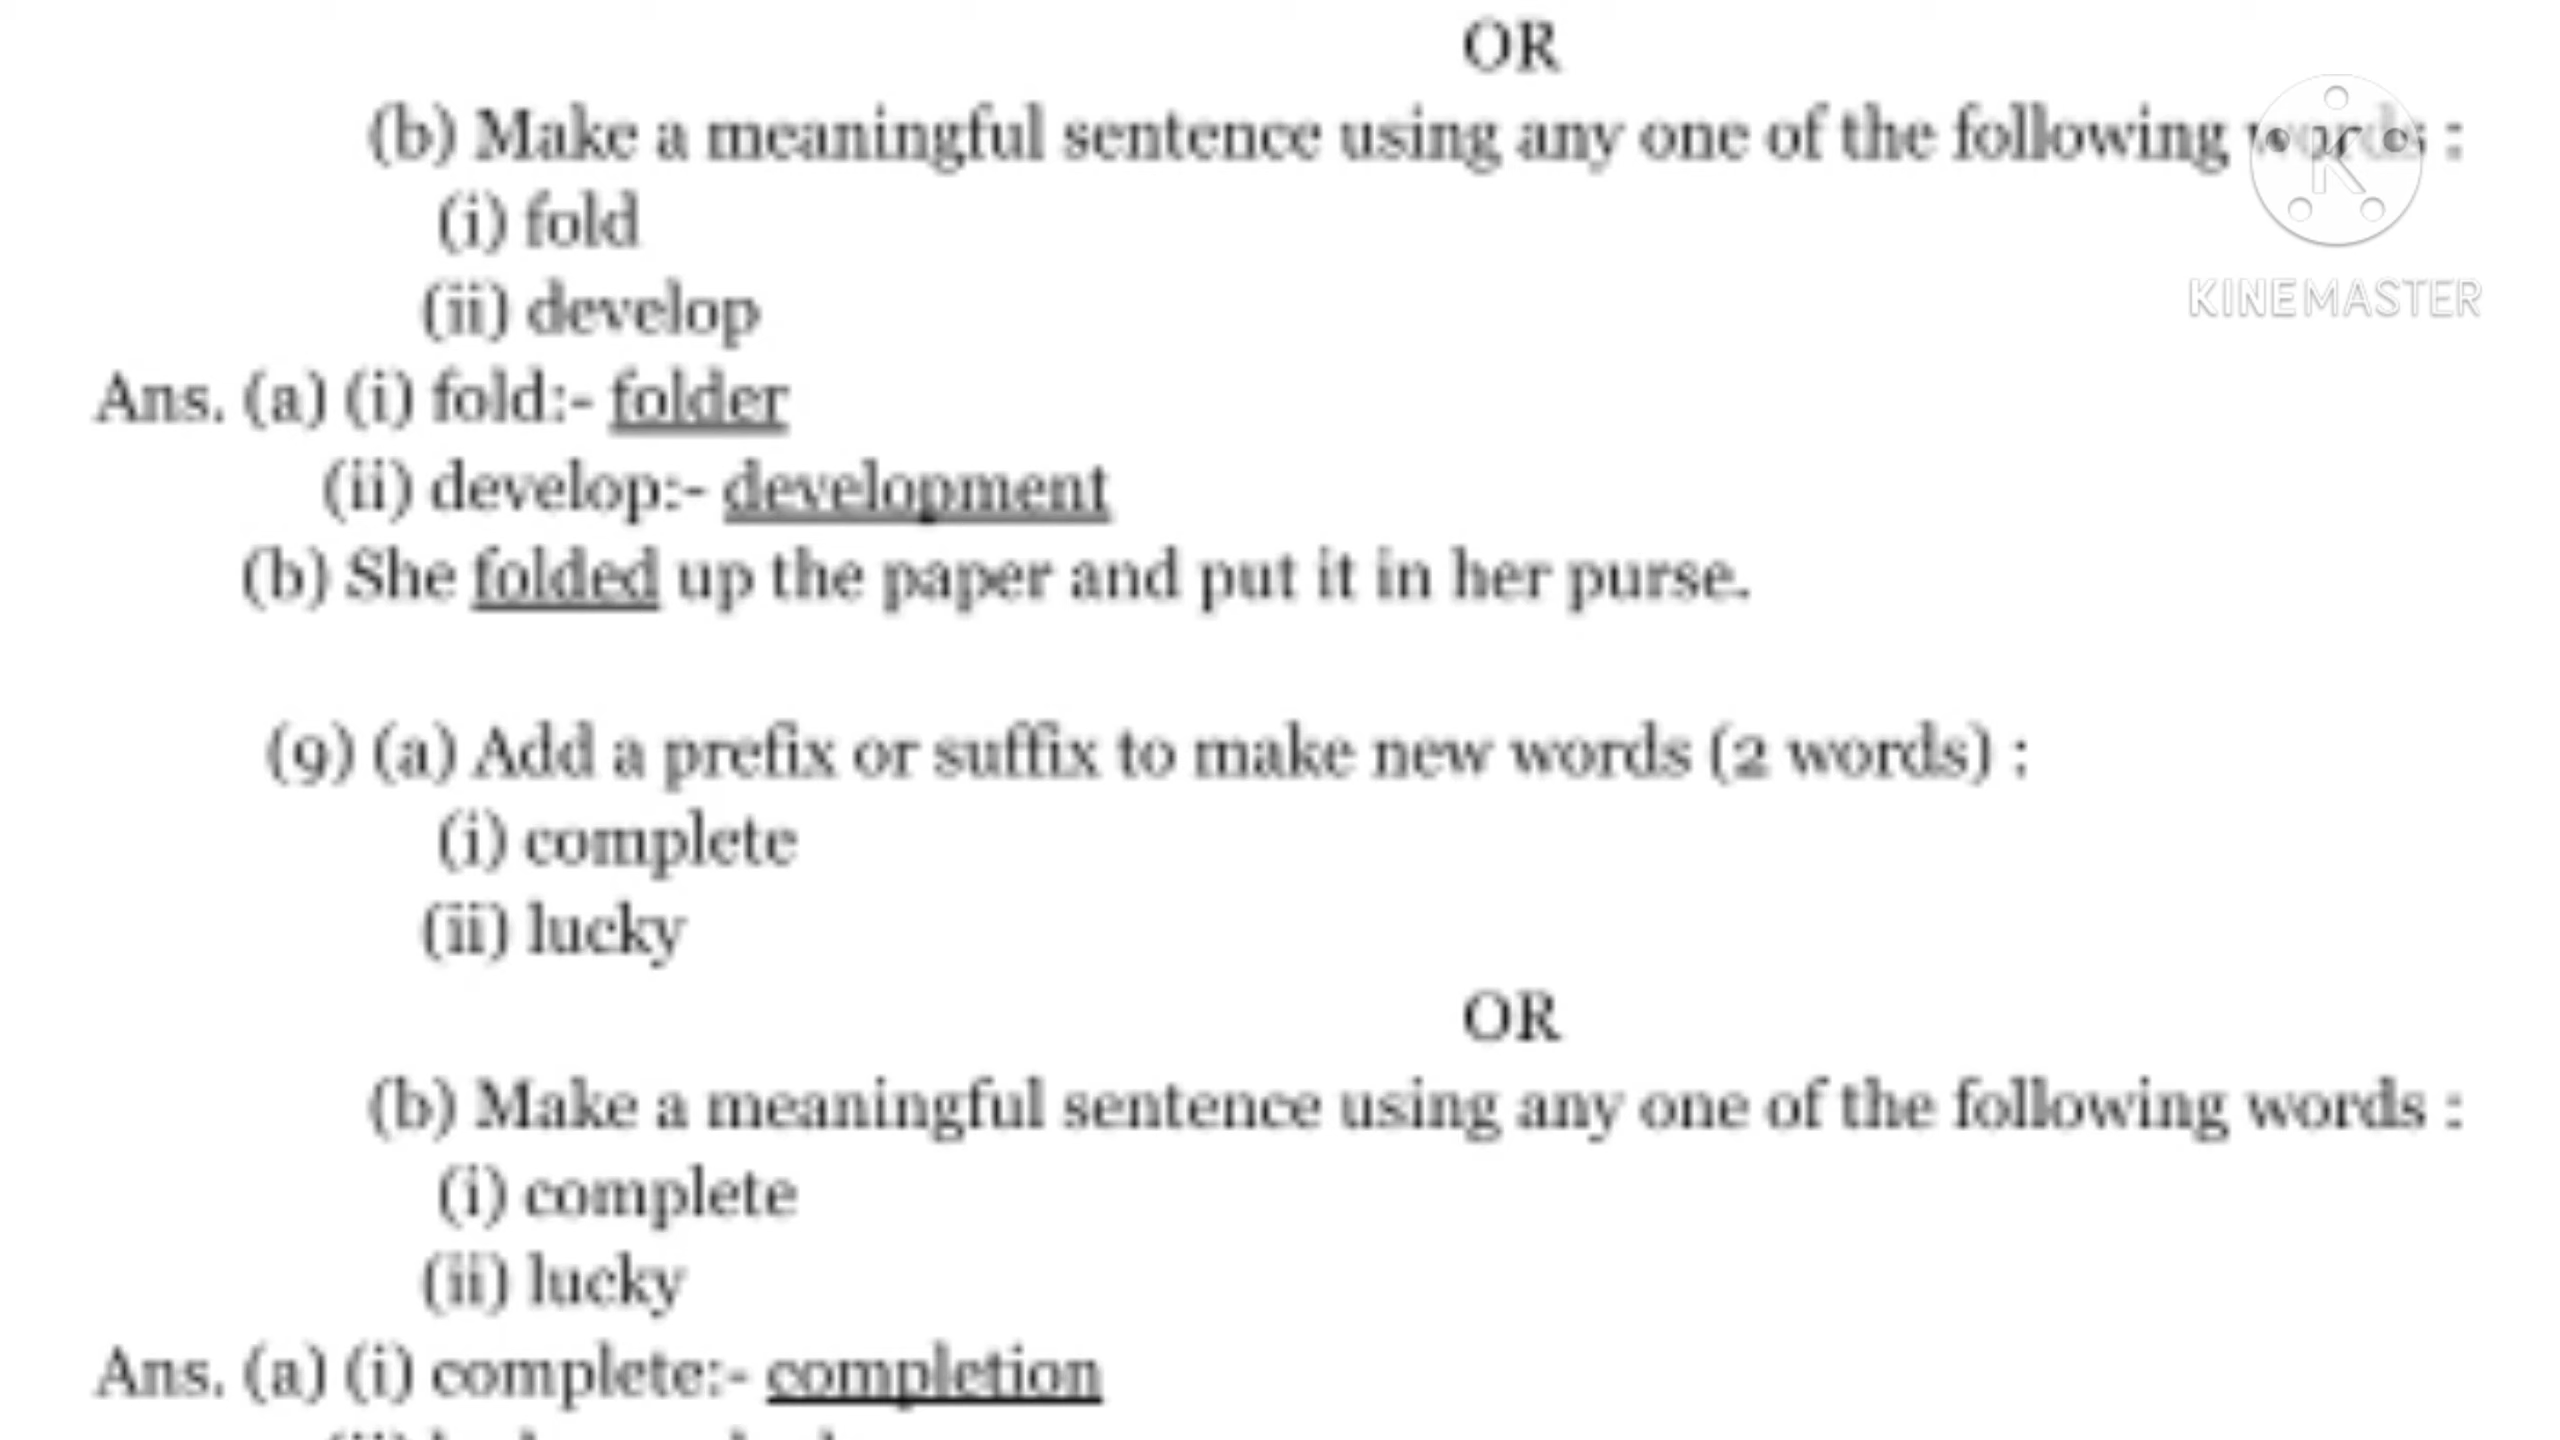 OR
(b) Make a meaningful sentence using any one of the following words :
(i) fold
(ii) develop
KINEMASTER
Ans. (a) (i) fold:- folder
(ii) develop:- development
(b) She folded up the paper and put it in her purse.
(9) (a) Add a prefix or suffix to make new words (2 words) :
(i) complete
(ii) lucky
OR
(b) Make a meaningful sentence using any one of the following words :
(i) complete
(ii) lucky
Ans. (a) (i) complete:- completion